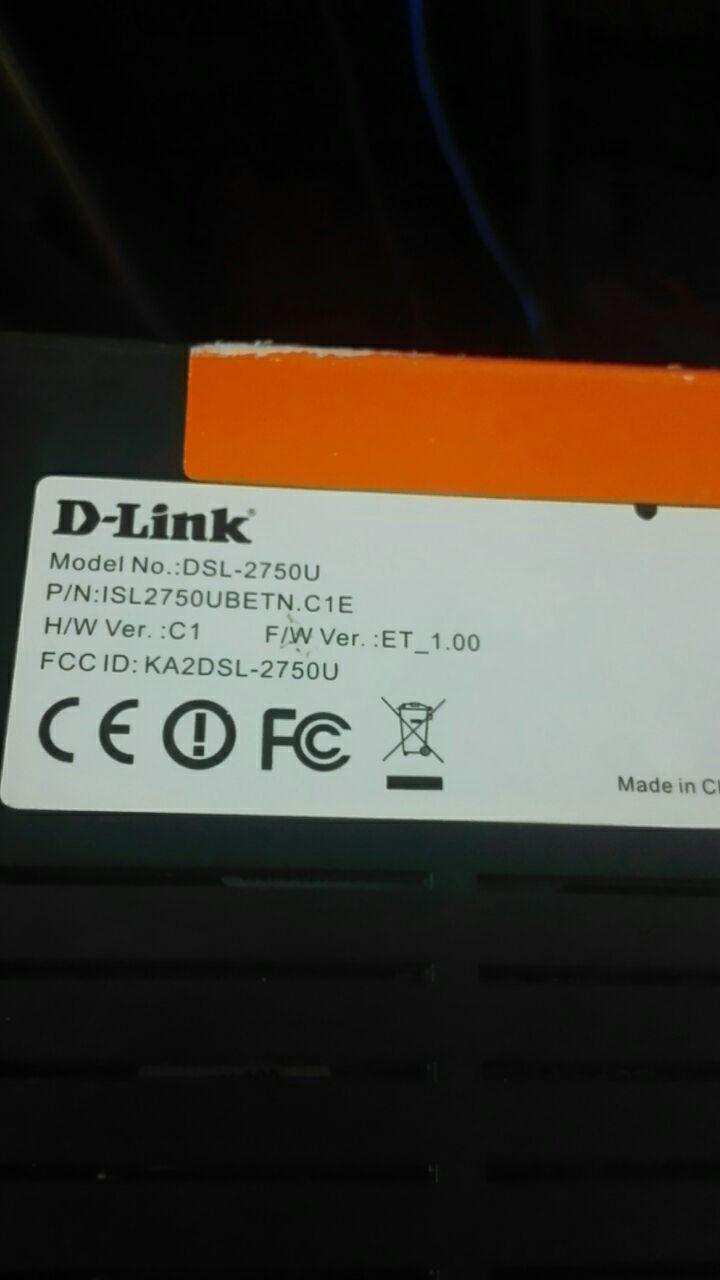 D-Link
Model No.:DSL-2750U
P/N:ISL2750UBETN.C1E
H/W Ver. :C1 F/W Ver. :ET_1.00
FCC ID: KA2DSL-2750U
CE FC
Made in